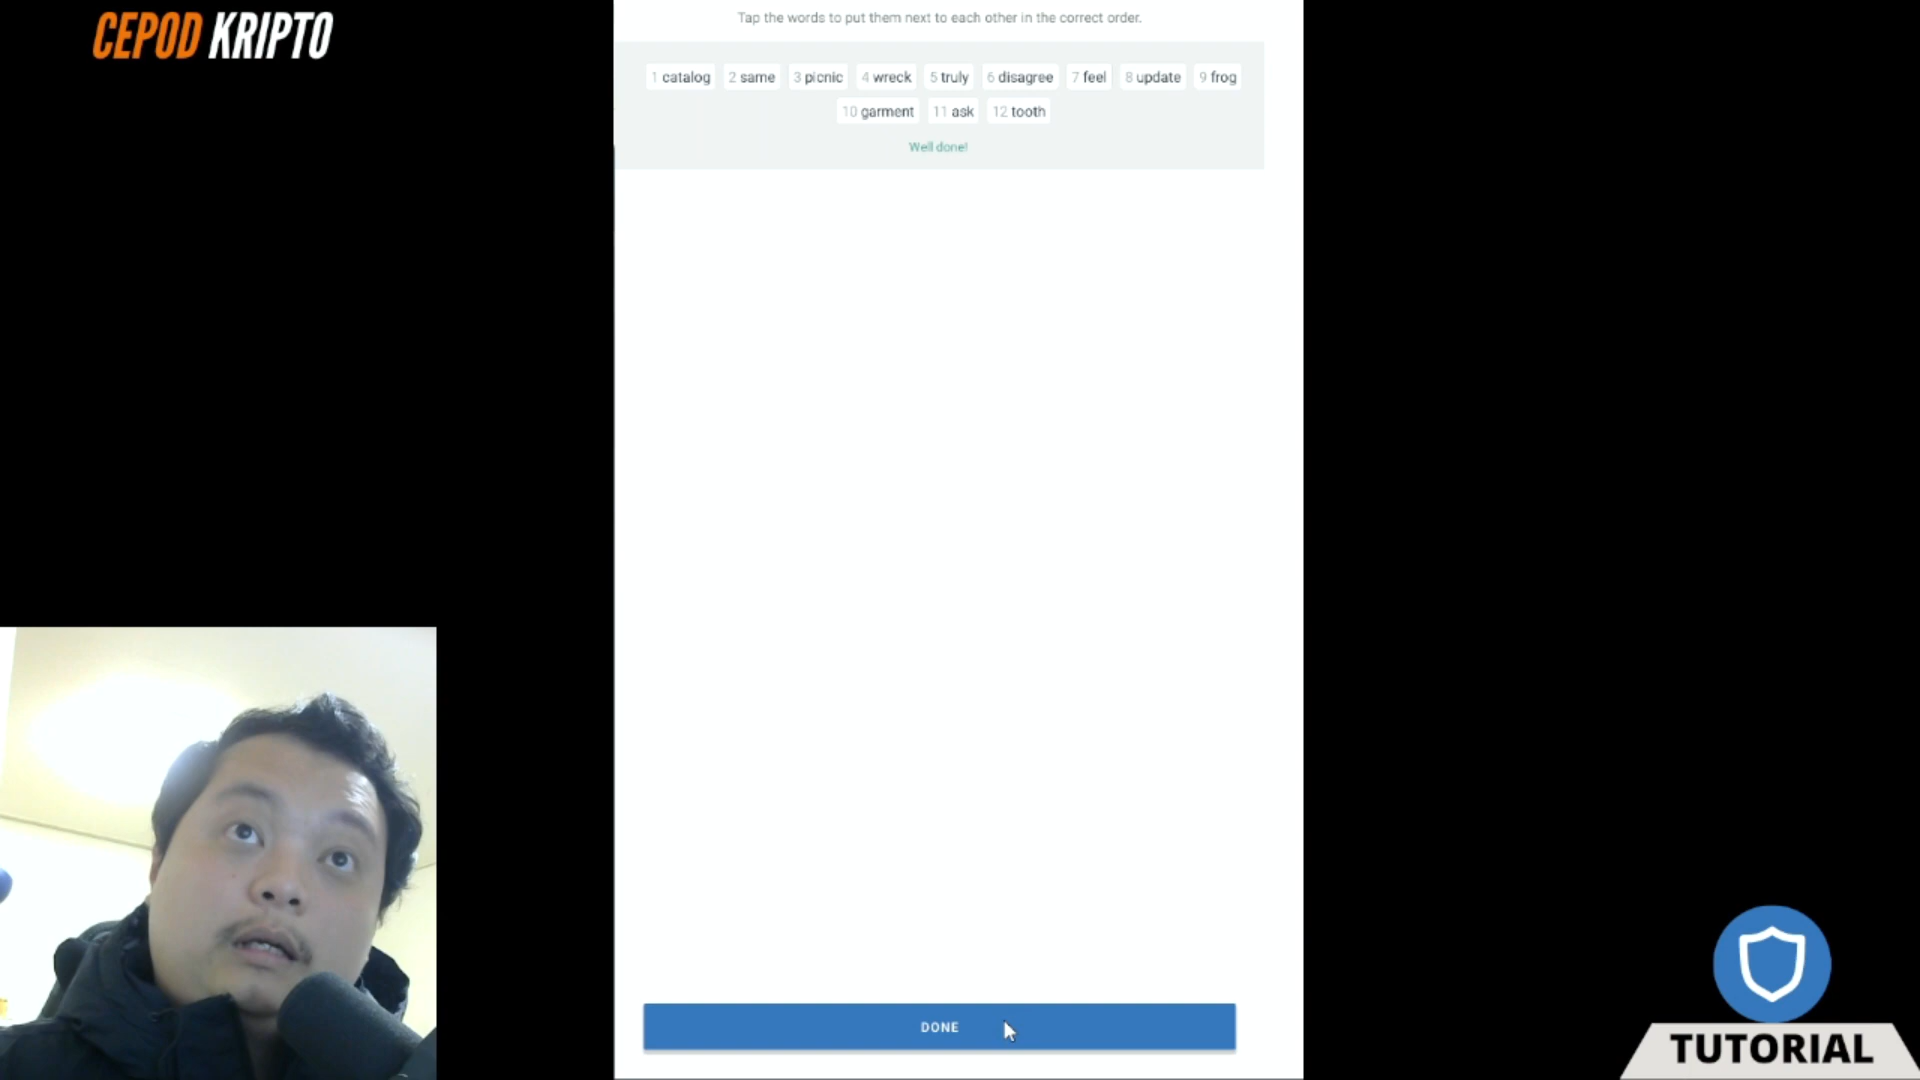 CEPOD KRIPTO
Tap the words to put them next to each other in the correct order.
1 catalog 2 same 3 picnic 4 wreck 5 truly 6 disagree 7 feel 8 update 9 frog
10 garment 11 ask 12 tooth
Well done!
DONE
TUTORIAL